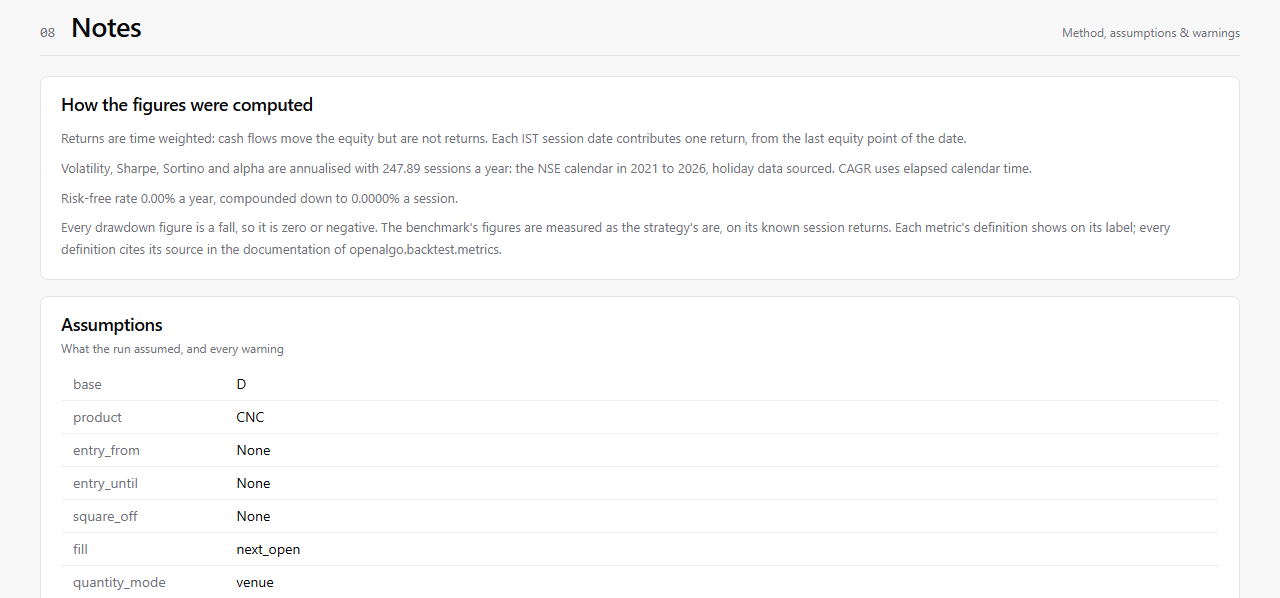 08 Notes
Method, assumptions & warnings
How the figures were computed
Returns are time weighted: cash flows move the equity but are not returns. Each IST session date contributes one return, from the last equity point of the date.
Volatility, Sharpe, Sortino and alpha are annualised with 247.89 sessions a year: the NSE calendar in 2021 to 2026, holiday data sourced. CAGR uses elapsed calendar time.
Risk-free rate 0.00% a year, compounded down to 0.0000% a session.
Every drawdown figure is a fall, so it is zero or negative. The benchmark's figures are measured as the strategy's are, on its known session returns. Each metric's definition shows on its label; every
definition cites its source in the documentation of openalgo.backtest.metrics.
Assumptions
What the run assumed, and every warning
base D
product CNC
entry_from None
entry_until None
square_off None
fill next_open
quantity_mode venue